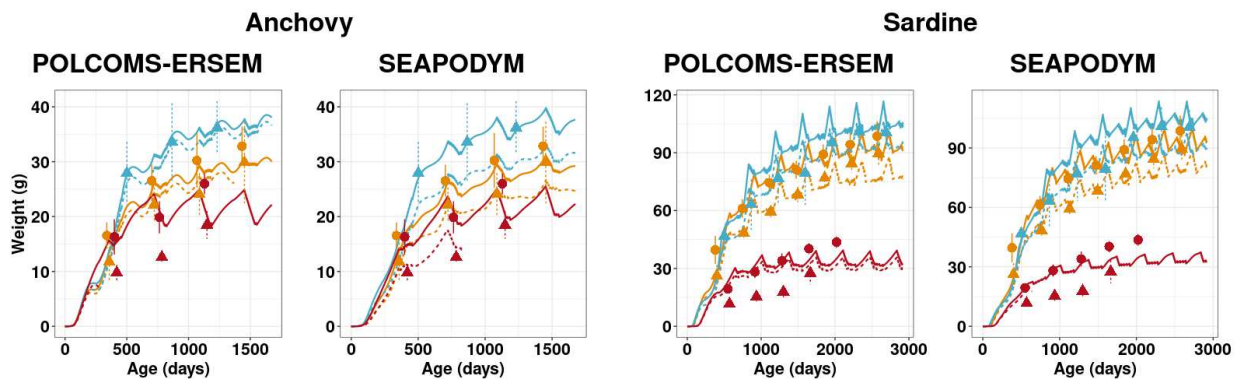 Anchovy Sardine
POLCOMS-ERSEM SEAPODYM POLCOMS-ERSEM SEAPODYM
Weight (g)
40 40 120
30 30 90 90
20 20 60 60
10 10 30 30
0 0 0 0
0 500 1000 1500 0 500 1000 1500 0 1000 2000 3000 0 1000 2000 3000
Age (days) Age (days) Age (days) Age (days)